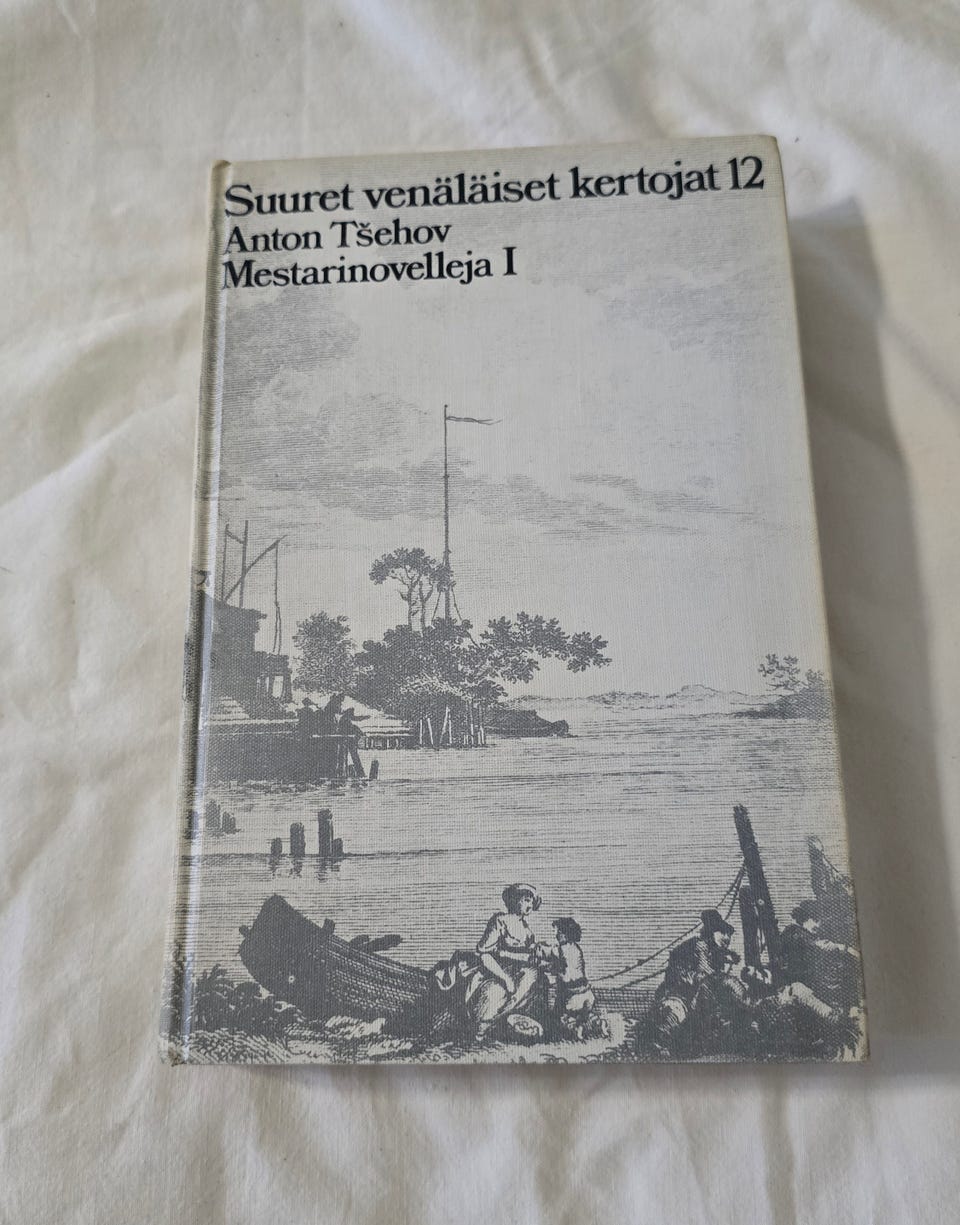 Suuret venäläiset kertojat 12
Anton Tšehov
Mestarinovelleja I